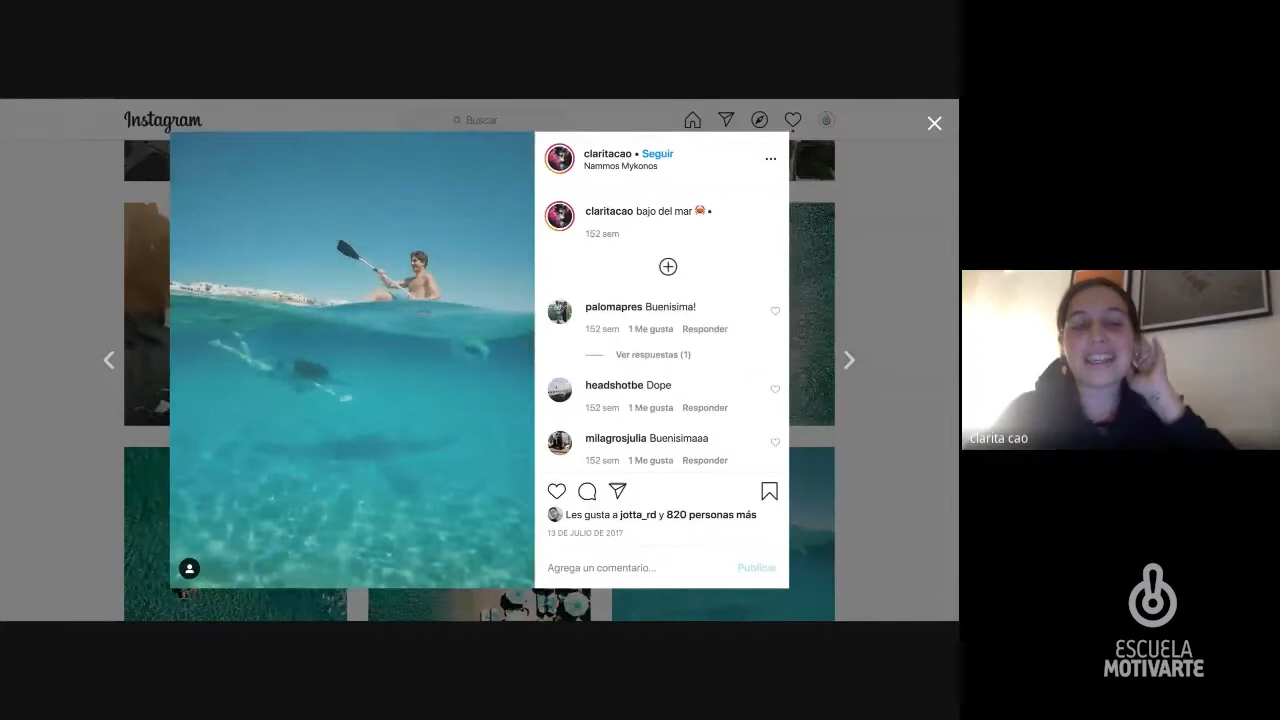 Instagram
Buscar
claritacao • Seguir
Nammos Mykonos
claritacao bajo del mar 🦀 •
152 sem
palomapres Buenisima!
152 sem 1 Me gusta Responder
Ver respuestas (1)
headshotbe Dope
152 sem 1 Me gusta Responder
milagrosjulia Buenisimaaa
152 sem 1 Me gusta Responder
Les gusta a jotta_rd y 820 personas más
13 DE JULIO DE 2017
Agrega un comentario...
Publicar
clarita cao
ESCUELA
MOTIVARTE